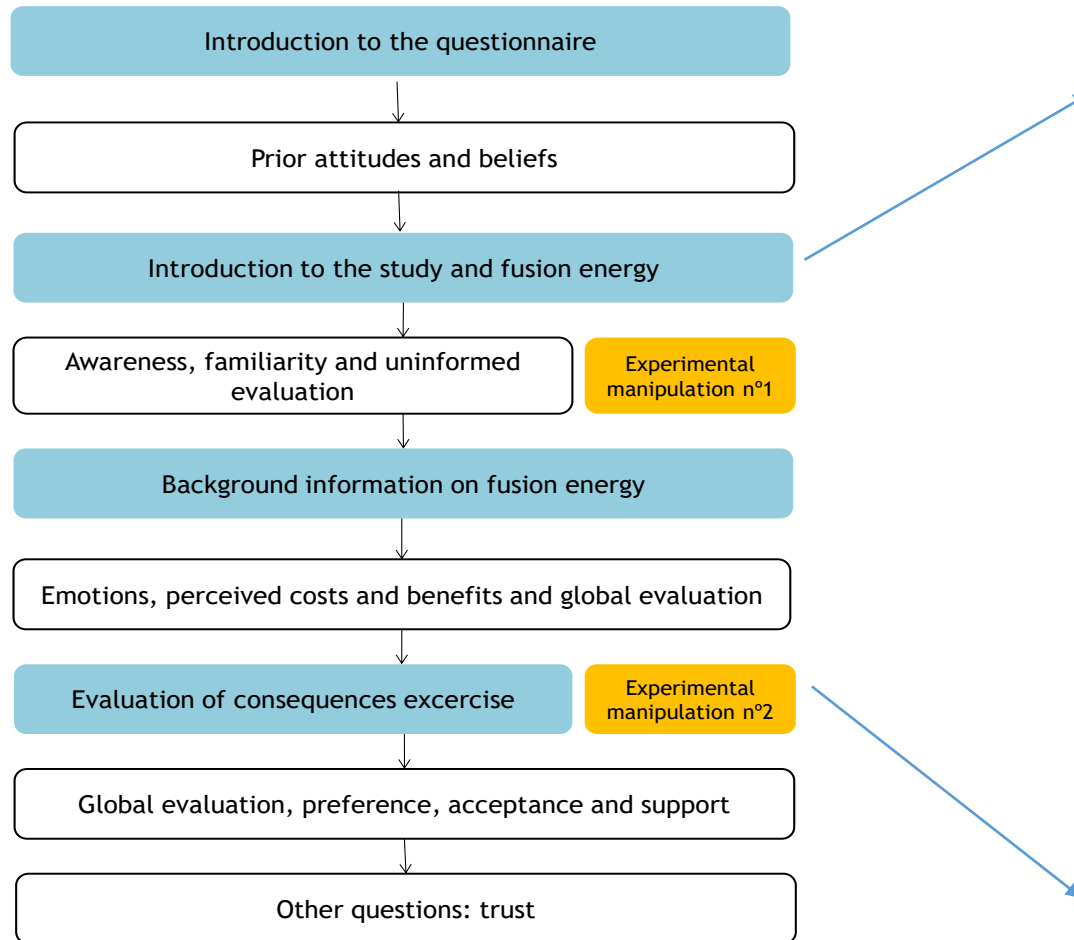 Introduction to the questionnaire
Prior attitudes and beliefs
Introduction to the study and fusion energy
Awareness, familiarity and uninformed
evaluation
Experimental
manipulation nº1
Background information on fusion energy
Emotions, perceived costs and benefits and global evaluation
Evaluation of consequences excercise
Experimental
manipulation nº2
Global evaluation, preference, acceptance and support
Other questions: trust